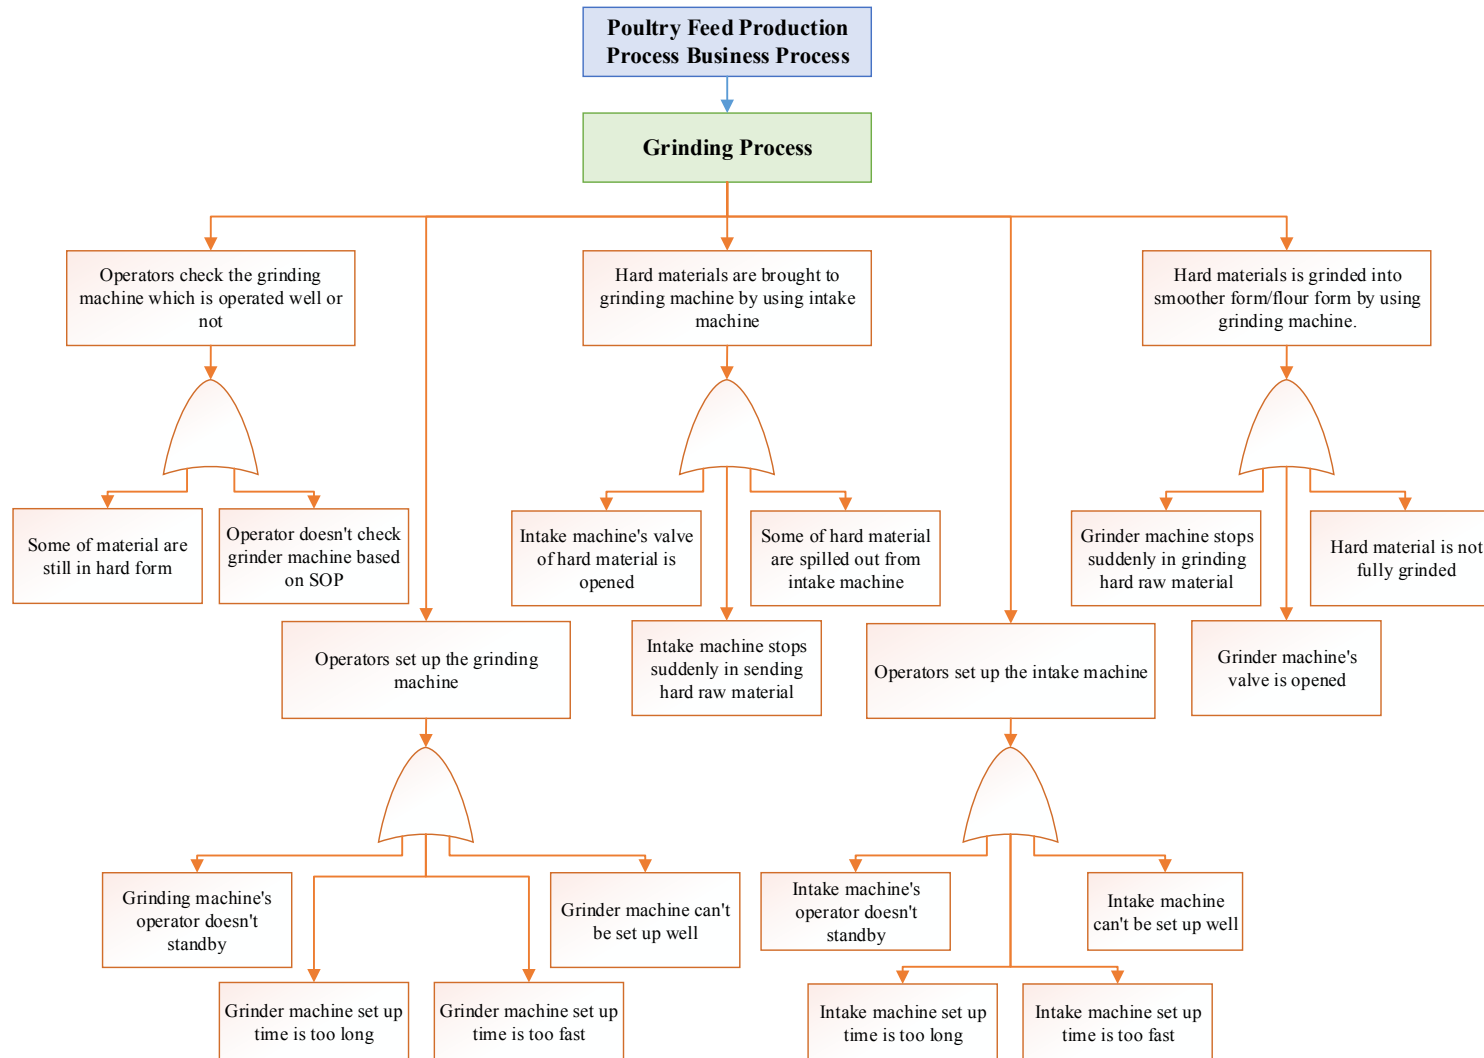 Poultry Feed Production
Process Business Process
Grinding Process
Operators check the grinding
machine which is operated well or
not
Hard materials are brought to
grinding machine by using intake
machine
Hard materials is grinded into
smoother form/flour form by using
grinding machine.
Some of material are
still in hard form
Operator doesn't check
grinder machine based
on SOP
Intake machine's valve
of hard material is
opened
Some of hard material
are spilled out from
intake machine
Grinder machine stops
suddenly in grinding
hard raw material
Hard material is not
fully grinded
Operators set up the grinding
machine
Intake machine stops
suddenly in sending
hard raw material
Operators set up the intake machine
Grinder machine's
valve is opened
Grinding machine's
operator doesn't
standby
Grinder machine can't
be set up well
Intake machine's
operator doesn't
standby
Intake machine
can't be set up well
Grinder machine set up
time is too long
Grinder machine set up
time is too fast
Intake machine set up
time is too long
Intake machine set up
time is too fast